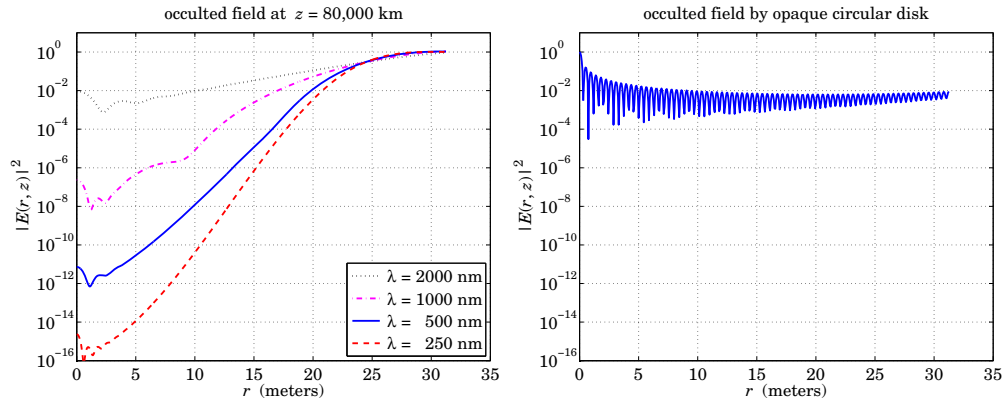 occulted field at z = 80,000 km
10^0
10^−2
10^−4
10^−6
10^−8
10^−10
10^−12
10^−14
10^−16
|E(r, z)|^2
0 5 10 15 20 25 30 35
r (meters)
λ = 2000 nm
λ = 1000 nm
λ = 500 nm
λ = 250 nm
occulted field by opaque circular disk
10^0
10^−2
10^−4
10^−6
10^−8
10^−10
10^−12
10^−14
10^−16
|E(r, z)|^2
0 5 10 15 20 25 30 35
r (meters)